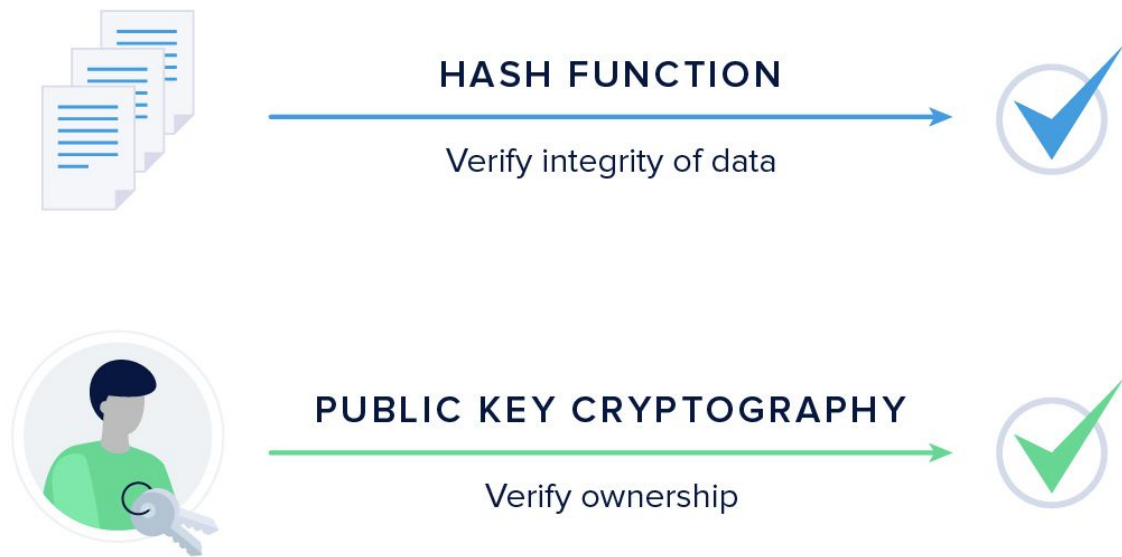 HASH FUNCTION
Verify integrity of data
PUBLIC KEY CRYPTOGRAPHY
Verify ownership